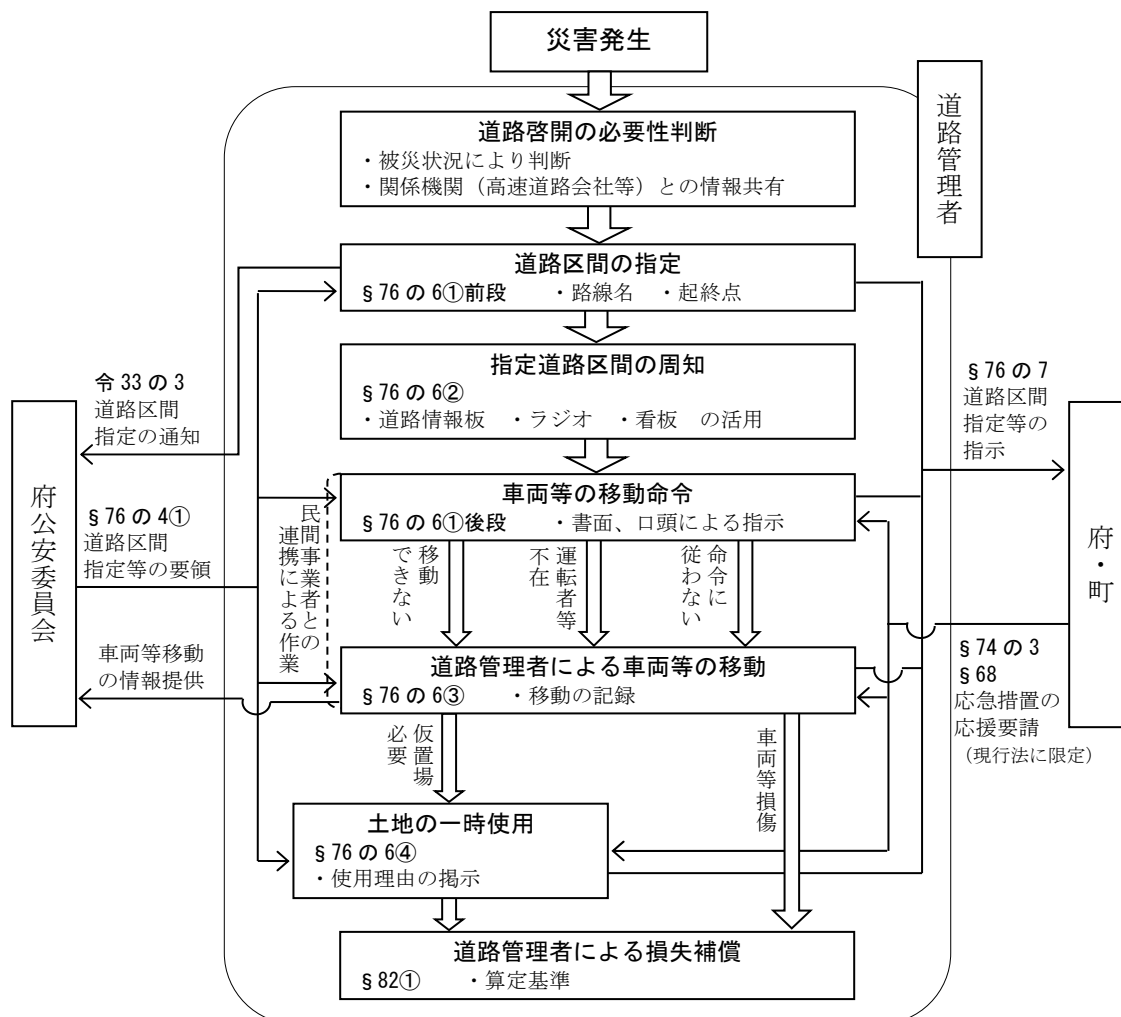 災害発生
道路管理者
道路啓開の必要性判断
・被災状況により判断
・関係機関(高速道路会社等)との情報共有
道路区間の指定
§76の6①前段 ・路線名 ・起終点
指定道路区間の周知
§76の6②
・道路情報板 ・ラジオ ・看板 の活用
令33の3
道路区間
指定の通知
§76の7
道路区間
指定等の
指示
府公安委員会
§76の4①
道路区間
指定等の要領
民間事業者との
連携による作業
車両等の移動命令
§76の6①後段 ・書面、口頭による指示
移動
できない
運転者等
不在
命令に
従わない
府・町
車両等移動
の情報提供
道路管理者による車両等の移動
§76の6③ ・移動の記録
§74の3
§68
応急措置の
応援要請
(現行法に限定)
仮置場
必要
車両等損傷
土地の一時使用
§76の6④
・使用理由の掲示
道路管理者による損失補償
§82① ・算定基準